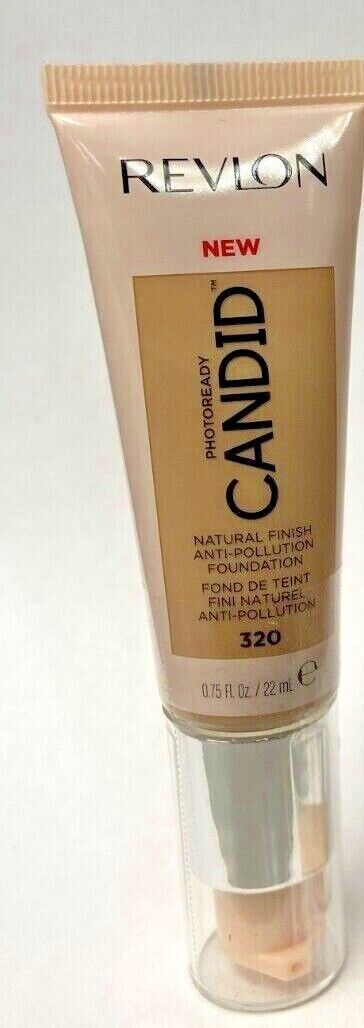 REVLON
NEW
PHOTOREADY
CANDID™
NATURAL FINISH
ANTI-POLLUTION
FOUNDATION
FOND DE TEINT
FINI NATUREL
ANTI-POLLUTION
320
0.75 Fl. Oz. / 22 mL ℮